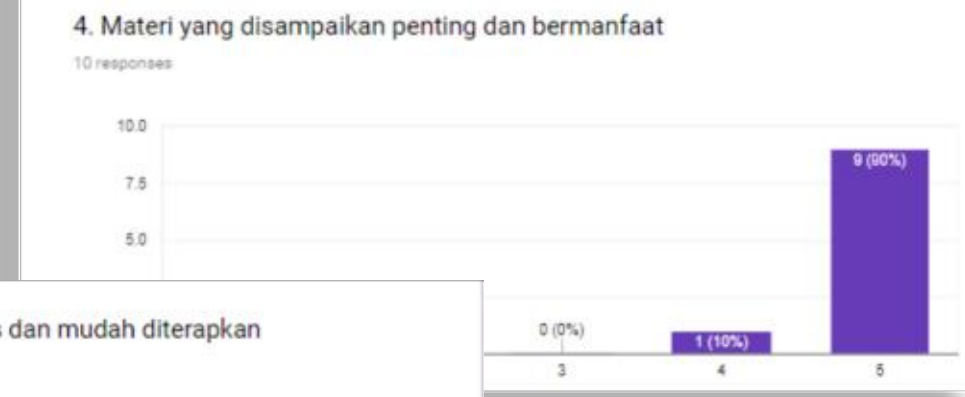 4. Materi yang disampaikan penting dan bermanfaat
10 responses
10.0
7.5
5.0
9 (90%)
0 (0%)
1 (10%)
3 4 5
dan mudah diterapkan